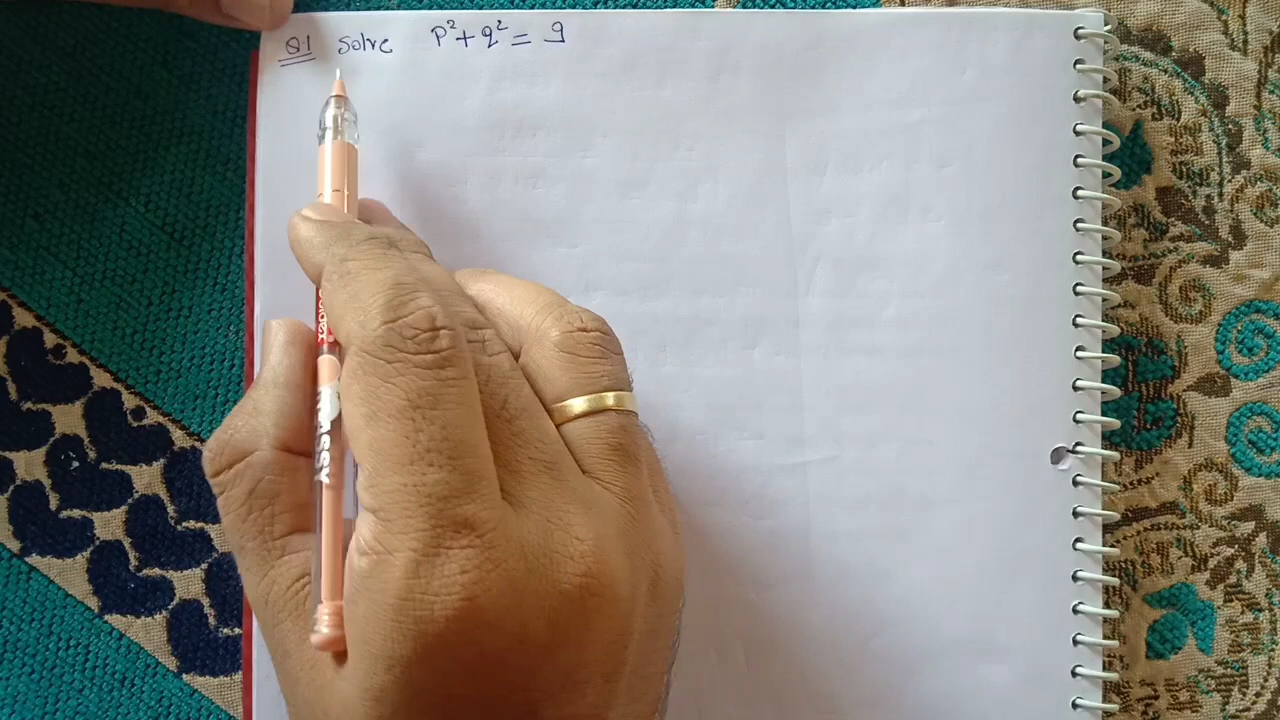 Q1 Solve p²+q² = 9